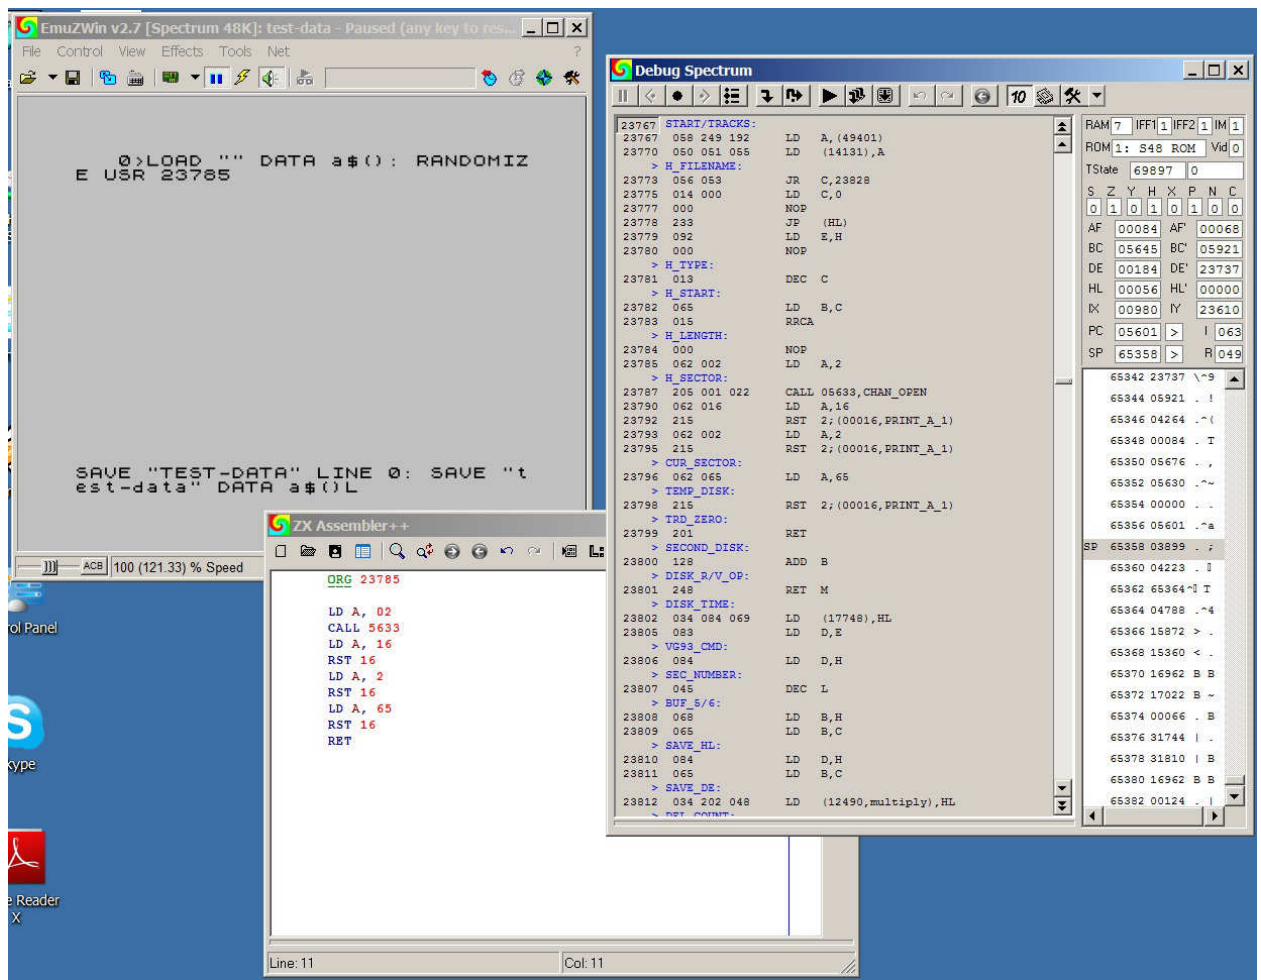 EmuZWin v2.7 [Spectrum 48K]: test-data - Paused (any key to res...
File Control View Effects Tools Net ?
0>LOAD "" DATA a$(): RANDOMIZ
E USR 23785
SAVE "TEST-DATA" LINE 0: SAVE "t
est-data" DATA a$()L
ACB 100 (121.33) % Speed
ZX Assembler++
ORG 23785
LD A, 02
CALL 5633
LD A, 16
RST 16
LD A, 2
RST 16
LD A, 65
RST 16
RET
Line: 11 Col: 11
Debug Spectrum
10
23767 START/TRACKS:
23767 058 249 192 LD A,(49401)
23770 050 051 055 LD (14131),A
> H_FILENAME:
23773 056 053 JR C,23828
23775 014 000 LD C,0
23777 000 NOP
23778 233 JP (HL)
23779 092 LD E,H
23780 000 NOP
> H_TYPE:
23781 013 DEC C
> H_START:
23782 065 LD B,C
23783 015 RRCA
> H_LENGTH:
23784 000 NOP
23785 062 002 LD A,2
> H_SECTOR:
23787 205 001 022 CALL 05633,CHAN_OPEN
23790 062 016 LD A,16
23792 215 RST 2;(00016,PRINT_A_1)
23793 062 002 LD A,2
23795 215 RST 2;(00016,PRINT_A_1)
> CUR_SECTOR:
23796 062 065 LD A,65
> TEMP_DISK:
23798 215 RST 2;(00016,PRINT_A_1)
> TRD_ZERO:
23799 201 RET
> SECOND_DISK:
23800 128 ADD B
> DISK_R/V_OP:
23801 248 RET M
> DISK_TIME:
23802 034 084 069 LD (17748),HL
23805 083 LD D,E
> VG93_CMD:
23806 084 LD D,H
> SEC_NUMBER:
23807 045 DEC L
> BUF_5/6:
23808 068 LD B,H
23809 065 LD B,C
> SAVE_HL:
23810 084 LD D,H
23811 065 LD B,C
> SAVE_DE:
23812 034 202 048 LD (12490,multiply),HL
> DEL_COUNT:
RAM 7 IFF1 1 IFF2 1 IM 1
ROM 1: S48 ROM Vid 0
TState 69897 0
S Z Y H X P N C
0 1 0 1 0 1 0 0
AF 00084 AF' 00068
BC 05645 BC' 05921
DE 00184 DE' 23737
HL 00056 HL' 00000
IX 00980 IY 23610
PC 05601 > I 063
SP 65358 > R 049
65342 23737 \^9
65344 05921 . !
65346 04264 .^(
65348 00084 . T
65350 05676 . ,
65352 05630 .^~
65354 00000 . .
65356 05601 .^a
SP 65358 03899 . ;
65360 04223 .
65362 65364 T
65364 04788 .^4
65366 15872 > .
65368 15360 < .
65370 16962 B B
65372 17022 B ~
65374 00066 . B
65376 31744 | .
65378 31810 | B
65380 16962 B B
65382 00124 . |
rol Panel
kype
e Reader
X